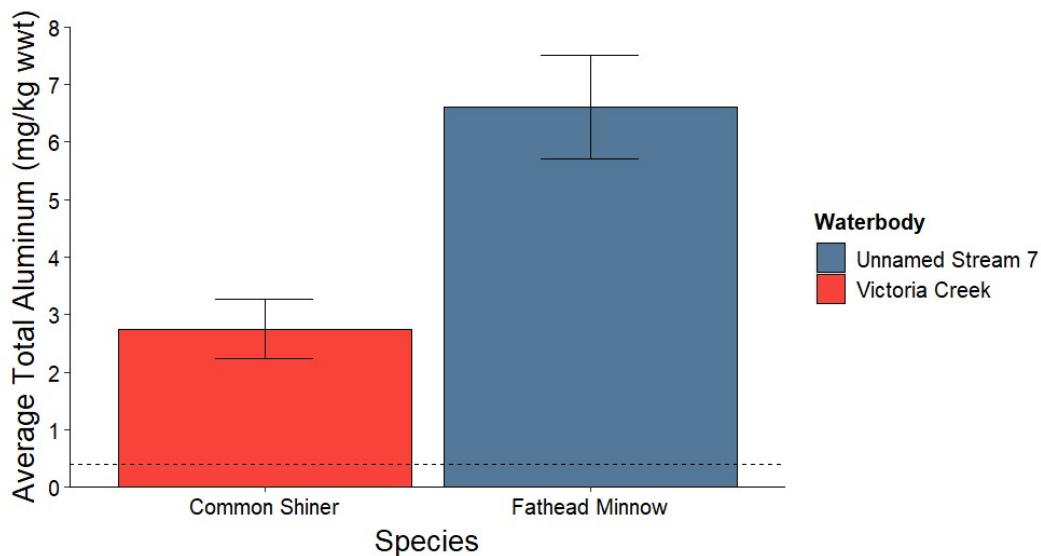 Average Total Aluminum (mg/kg wwt)
8
7
6
5
4
3
2
1
0
Common Shiner
Fathead Minnow
Species
Waterbody
Unnamed Stream 7
Victoria Creek